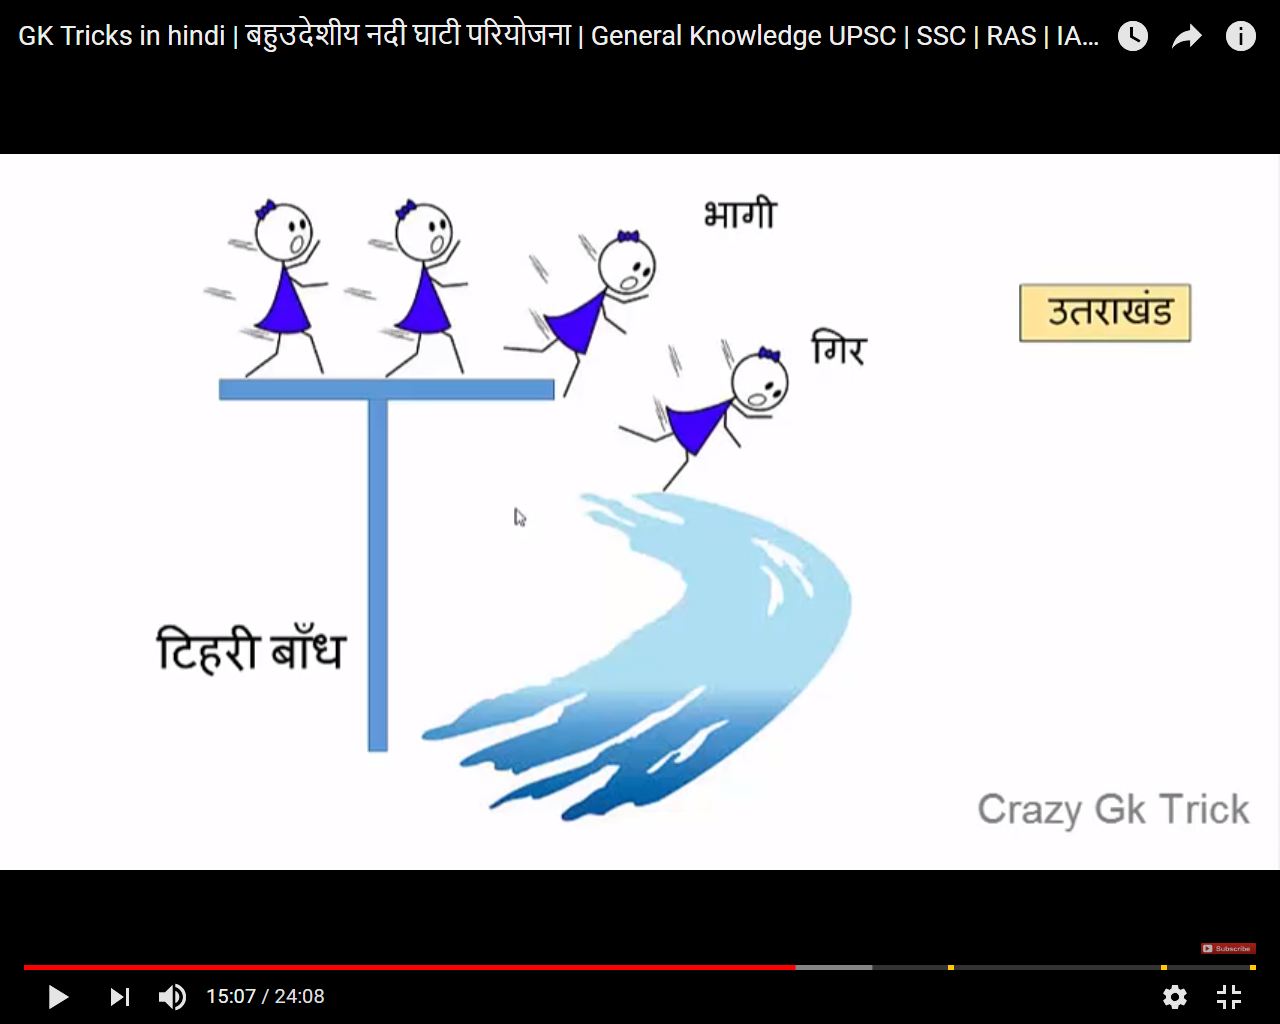 GK Tricks in hindi | बहुउदेशीय नदी घाटी परियोजना | General Knowledge UPSC | SSC | RAS | IA...
भागी
उतराखंड
गिर
टिहरी बाँध
Crazy Gk Trick
Subscribe
15:07 / 24:08